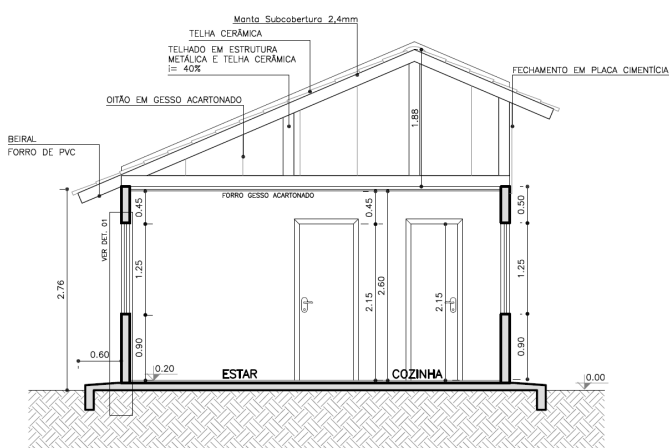 Manta Subcobertura 2,4mm
TELHA CERÂMICA
TELHADO EM ESTRUTURA
METÁLICA E TELHA CERÂMICA
i= 40%
FECHAMENTO EM PLACA CIMENTÍCIA
OITÃO EM GESSO ACARTONADO
1.88
BEIRAL
FORRO DE PVC
FORRO GESSO ACARTONADO
0.45
0.45
0.50
VER DET. 01
2.76
1.25
2.15
2.60
2.15
1.25
0.60
0.90
0.90
0.20
ESTAR
COZINHA
0.00